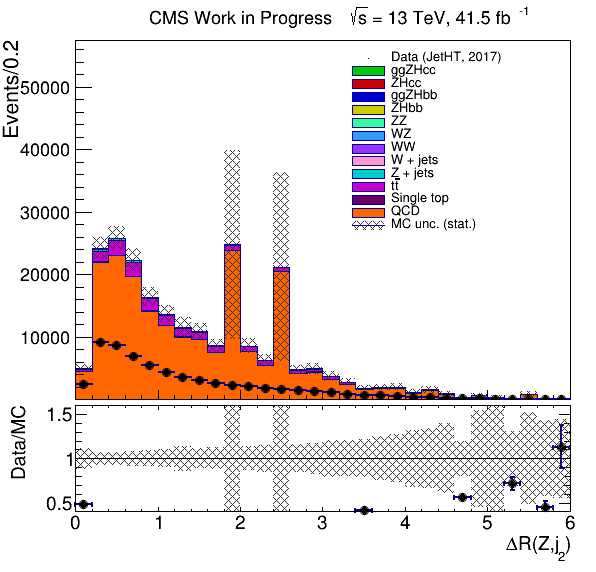 CMS Work in Progress √s = 13 TeV, 41.5 fb⁻¹
Events/0.2
50000
40000
30000
20000
10000
Data (JetHT, 2017)
ggZHcc
ZHcc
ggZHbb
ZHbb
ZZ
WZ
WW
W + jets
Z + jets
tt̅
Single top
QCD
MC unc. (stat.)
Data/MC
1.5
1
0.5
0 1 2 3 4 5 6
ΔR(Z,j₂)